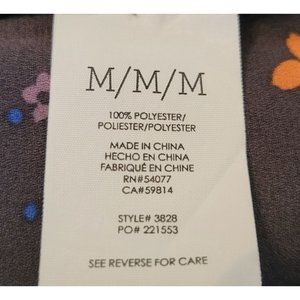 M/M/M
100% POLYESTER/
POLIESTER/POLYESTER
MADE IN CHINA
HECHO EN CHINA
FABRIQUÉ EN CHINE
RN#54077
CA#59814
STYLE# 3828
PO# 221553
SEE REVERSE FOR CARE